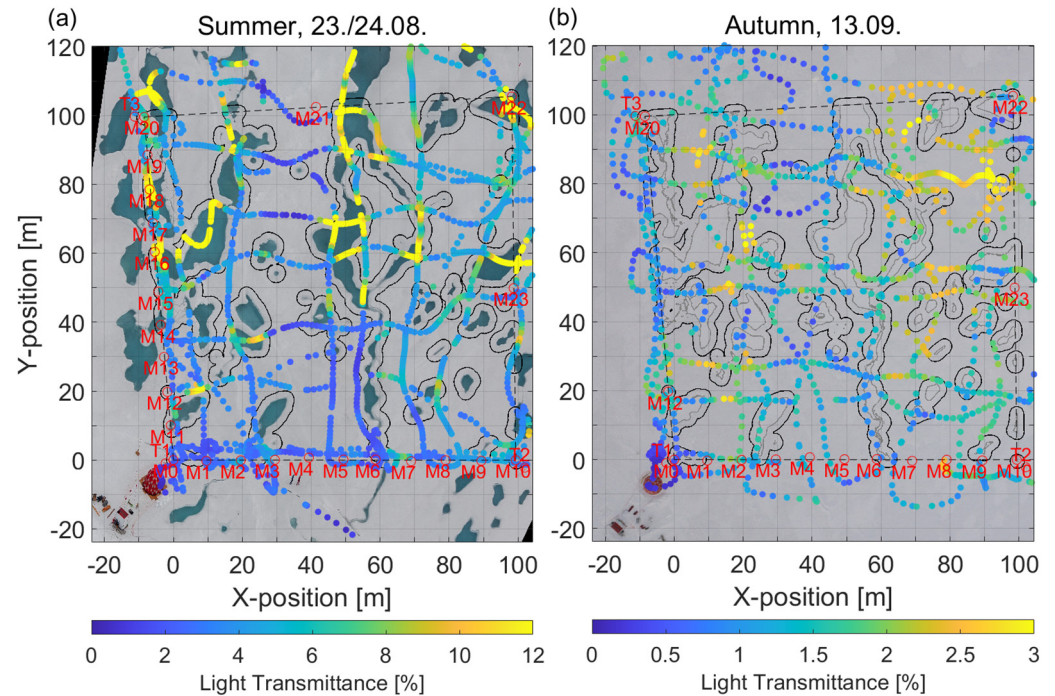 (a)
Summer, 23./24.08.
120
100
80
60
40
20
0
-20
Y-position [m]
T3
M20
M21
M22
M19
M18
M17
M16
M15
M23
M14
M13
M12
M11
T1
T2
M0 M1 M2 M3 M4 M5 M6 M7 M8 M9 M10
-20 0 20 40 60 80 100
X-position [m]
0 2 4 6 8 10 12
Light Transmittance [%]
(b)
Autumn, 13.09.
120
100
80
60
40
20
0
-20
T3
M20
M22
M23
M12
T1
T2
M0 M1 M2 M3 M4 M5 M6 M7 M8 M9 M10
-20 0 20 40 60 80 100
X-position [m]
0 0.5 1 1.5 2 2.5 3
Light Transmittance [%]